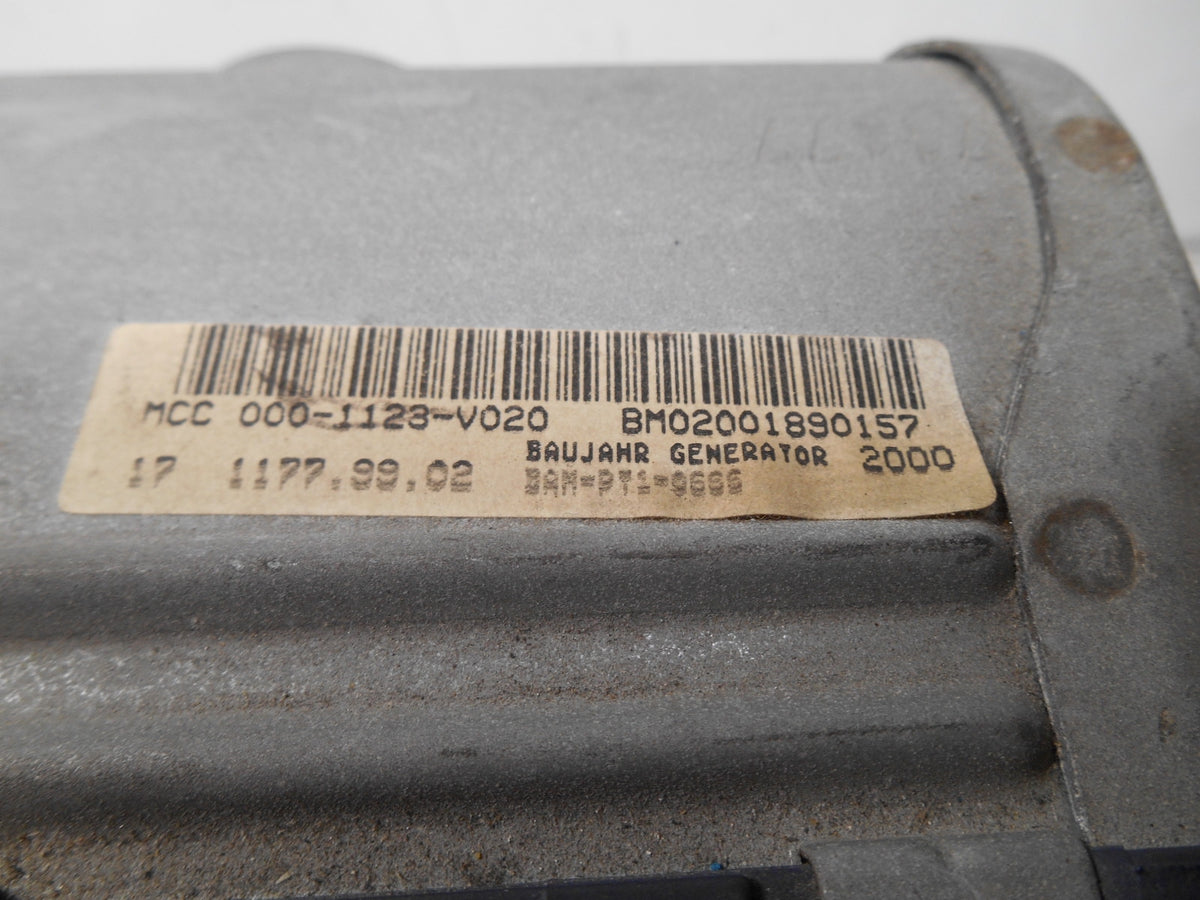 MCC 000-1123-V020 BM02001890157
BAUJAHR GENERATOR 2000
17 1177.99.02